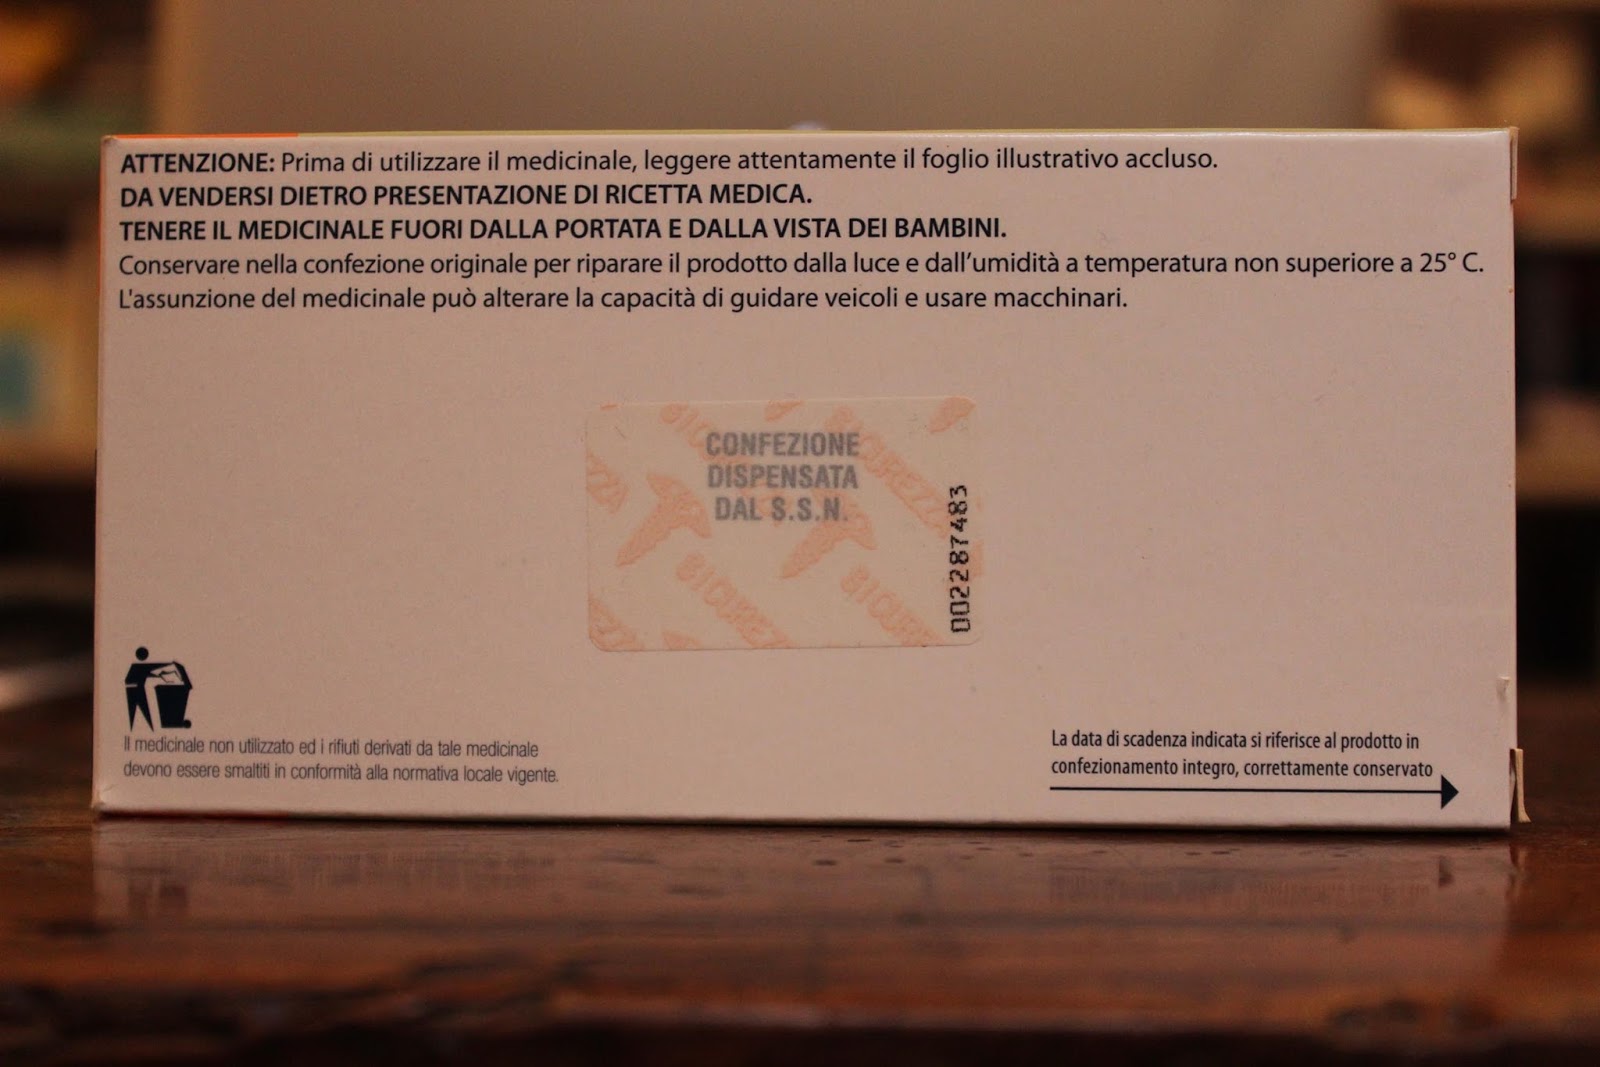 ATTENZIONE: Prima di utilizzare il medicinale, leggere attentamente il foglio illustrativo accluso.
DA VENDERSI DIETRO PRESENTAZIONE DI RICETTA MEDICA.
TENERE IL MEDICINALE FUORI DALLA PORTATA E DALLA VISTA DEI BAMBINI.
Conservare nella confezione originale per riparare il prodotto dalla luce e dall'umidità a temperatura non superiore a 25° C.
L'assunzione del medicinale può alterare la capacità di guidare veicoli e usare macchinari.
CONFEZIONE
DISPENSATA
DAL S.S.N.
002287483
SICUREZZA
Il medicinale non utilizzato ed i rifiuti derivati da tale medicinale
devono essere smaltiti in conformità alla normativa locale vigente.
La data di scadenza indicata si riferisce al prodotto in
confezionamento integro, correttamente conservato